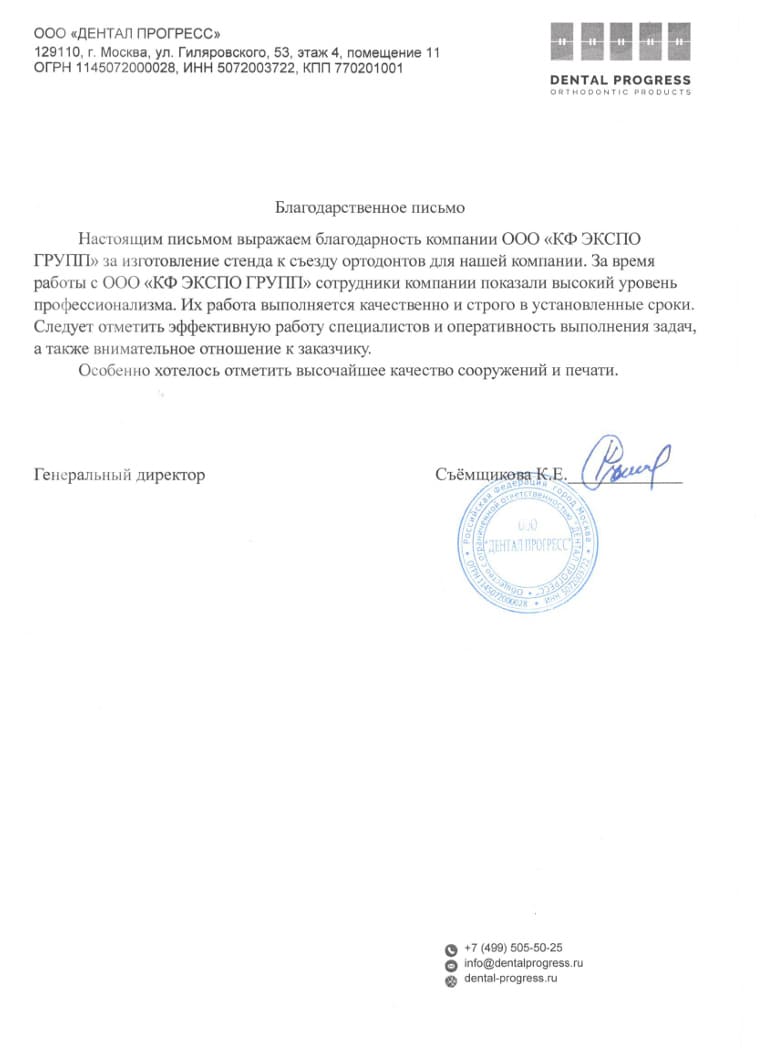 ООО «ДЕНТАЛ ПРОГРЕСС»
129110, г. Москва, ул. Гиляровского, 53, этаж 4, помещение 11
ОГРН 1145072000028, ИНН 5072003722, КПП 770201001
DENTAL PROGRESS
ORTHODONTIC PRODUCTS
Благодарственное письмо
Настоящим письмом выражаем благодарность компании ООО «КФ ЭКСПО
ГРУПП» за изготовление стенда к съезду ортодонтов для нашей компании. За время
работы с ООО «КФ ЭКСПО ГРУПП» сотрудники компании показали высокий уровень
профессионализма. Их работа выполняется качественно и строго в установленные сроки.
Следует отметить эффективную работу специалистов и оперативность выполнения задач,
а также внимательное отношение к заказчику.
Особенно хотелось отметить высочайшее качество сооружений и печати.
Генеральный директор Съёмщикова К.Е.
Российская Федерация город Москва
ОГРН 1145072000028 * ИНН 5072003722 *
Общество с ограниченной ответственностью "ДЕНТАЛ ПРОГРЕСС"
ООО
"ДЕНТАЛ ПРОГРЕСС"
+7 (499) 505-50-25
info@dentalprogress.ru
dental-progress.ru